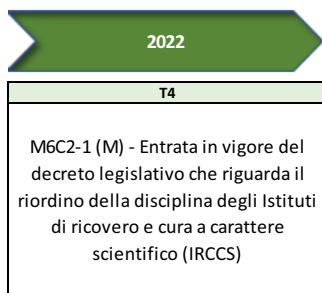 2022
T4
M6C2-1 (M) - Entrata in vigore del
decreto legislativo che riguarda il
riordino della disciplina degli Istituti
di ricovero e cura a carattere
scientifico (IRCCS)